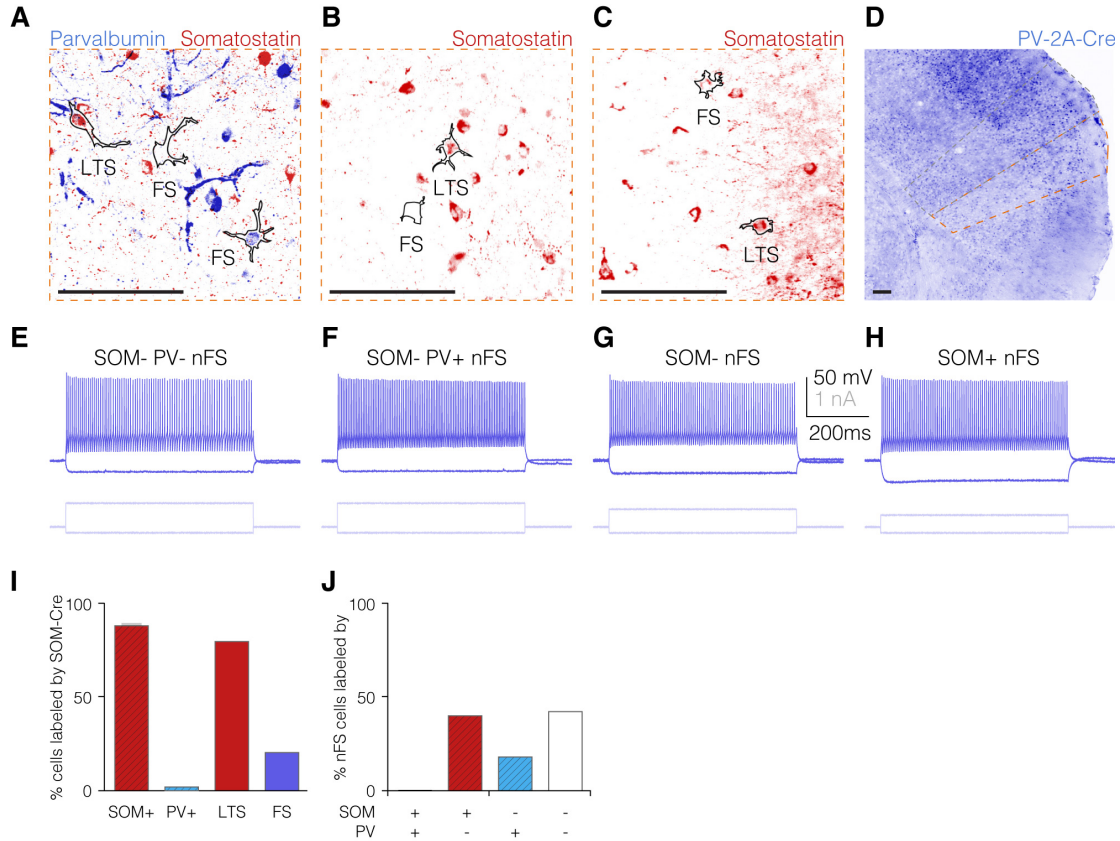 A
B
C
D
Parvalbumin Somatostatin
Somatostatin
Somatostatin
PV-2A-Cre
LTS
FS
FS
LTS
FS
FS
LTS
E
F
G
H
SOM- PV- nFS
SOM- PV+ nFS
SOM- nFS
SOM+ nFS
50 mV
1 nA
200ms
I
J
% cells labeled by SOM-Cre
100
50
0
SOM+ PV+ LTS FS
% nFS cells labeled by
100
50
0
SOM + + - -
PV + - + -